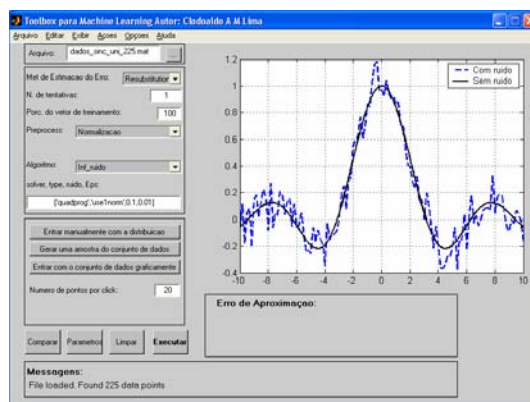 Toolbox para Machine Learning Autor: Clodoaldo A M Lima
Arquivo Editar Exibir Acoes Opcoes Ajuda
Arquivo: dados_sinc_uni_225.mat ...
Met de Estimacao do Erro: Resubstitution
N. de tentativas: 1
Porc. do vetor de treinamento: 100
Preprocess: Normalizacao
Algoritmo: Inf_ruido
solver, type, ruido, Eps:
['quadprog','use1norm',0.1,0.01]
Entrar manualmente com a distribuicao
Gerar uma amostra do conjunto de dados
Entrar com o conjunto de dados graficamente
Numero de pontos por click: 20
Comparar Parametros Limpar Executar
1.2
1
0.8
0.6
0.4
0.2
0
-0.2
-0.4
-10 -8 -6 -4 -2 0 2 4 6 8 10
Com ruido
Sem ruido
Erro de Aproximaçao:
Messagens:
File loaded. Found 225 data points